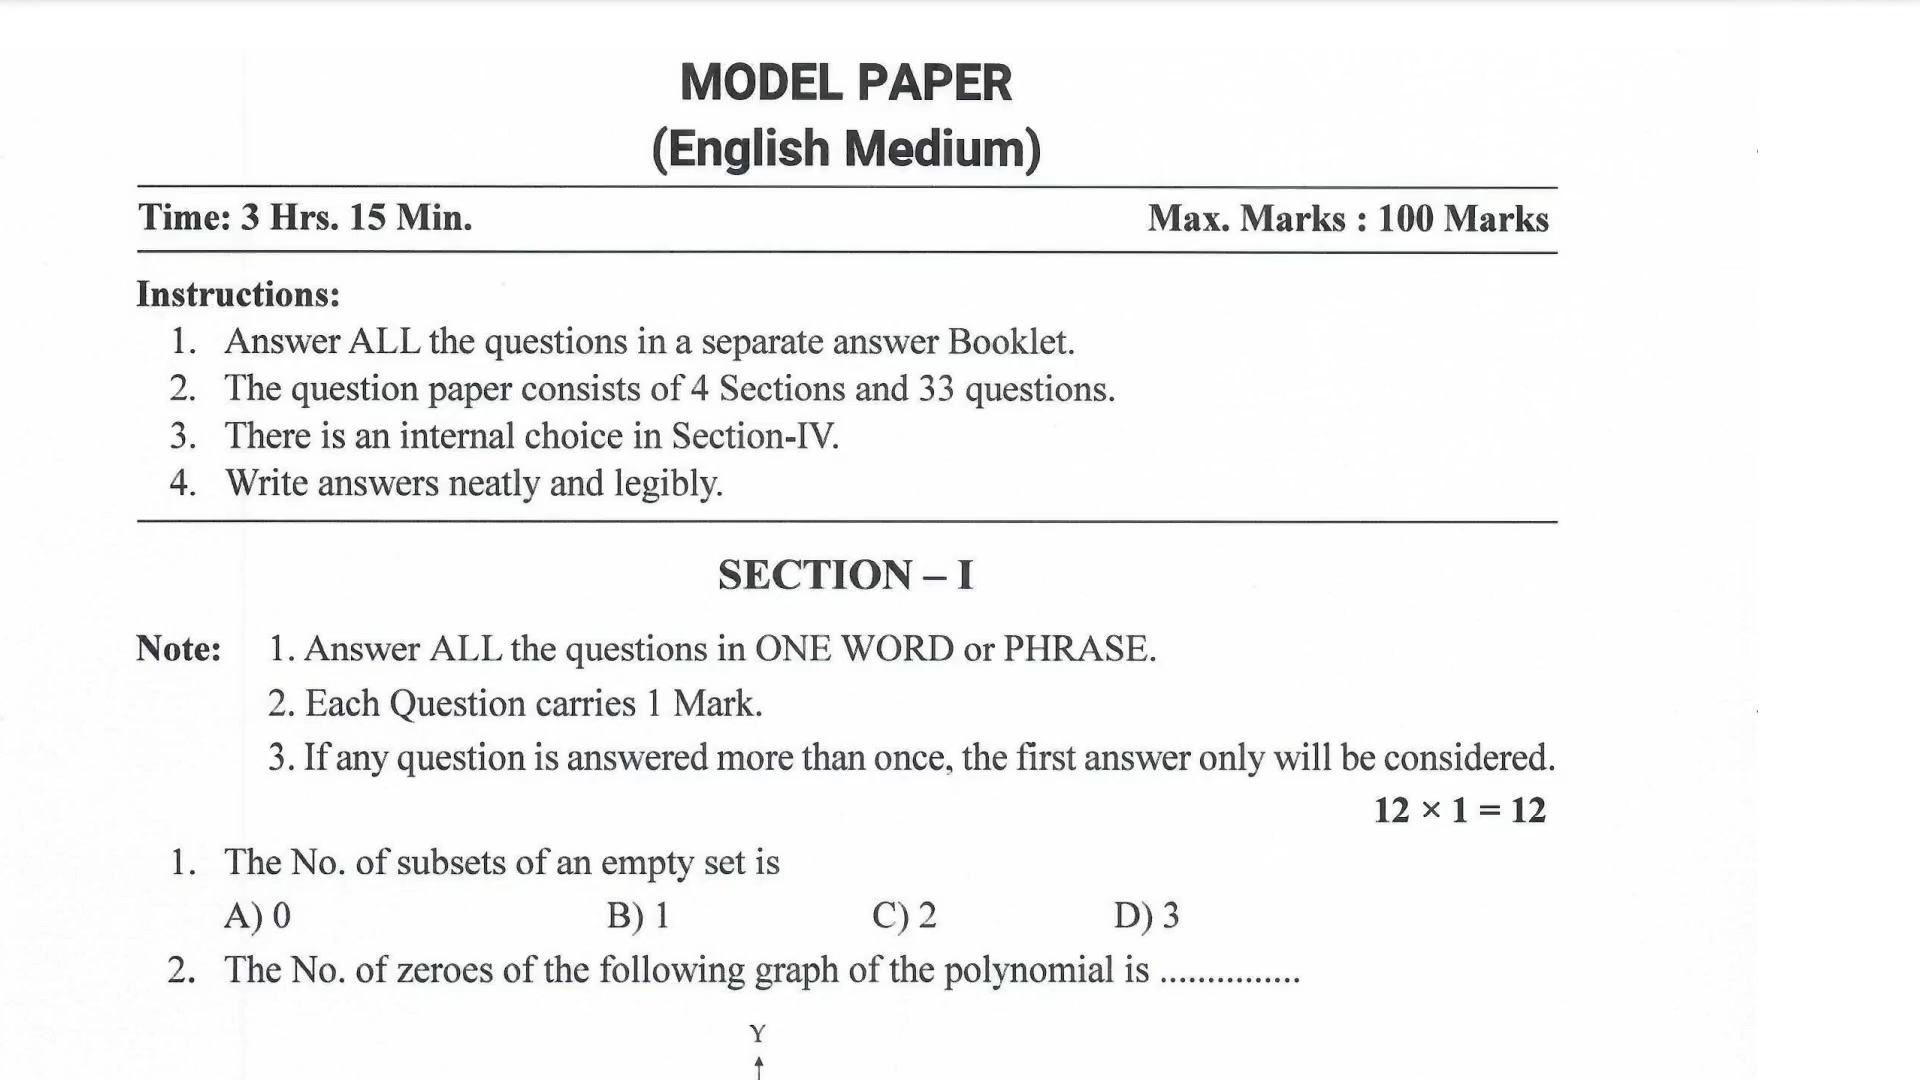 MODEL PAPER
(English Medium)
Time: 3 Hrs. 15 Min. Max. Marks : 100 Marks
Instructions:
1. Answer ALL the questions in a separate answer Booklet.
2. The question paper consists of 4 Sections and 33 questions.
3. There is an internal choice in Section-IV.
4. Write answers neatly and legibly.
SECTION – I
Note: 1. Answer ALL the questions in ONE WORD or PHRASE.
2. Each Question carries 1 Mark.
3. If any question is answered more than once, the first answer only will be considered.
12 × 1 = 12
1. The No. of subsets of an empty set is
A) 0 B) 1 C) 2 D) 3
2. The No. of zeroes of the following graph of the polynomial is ...............
Y